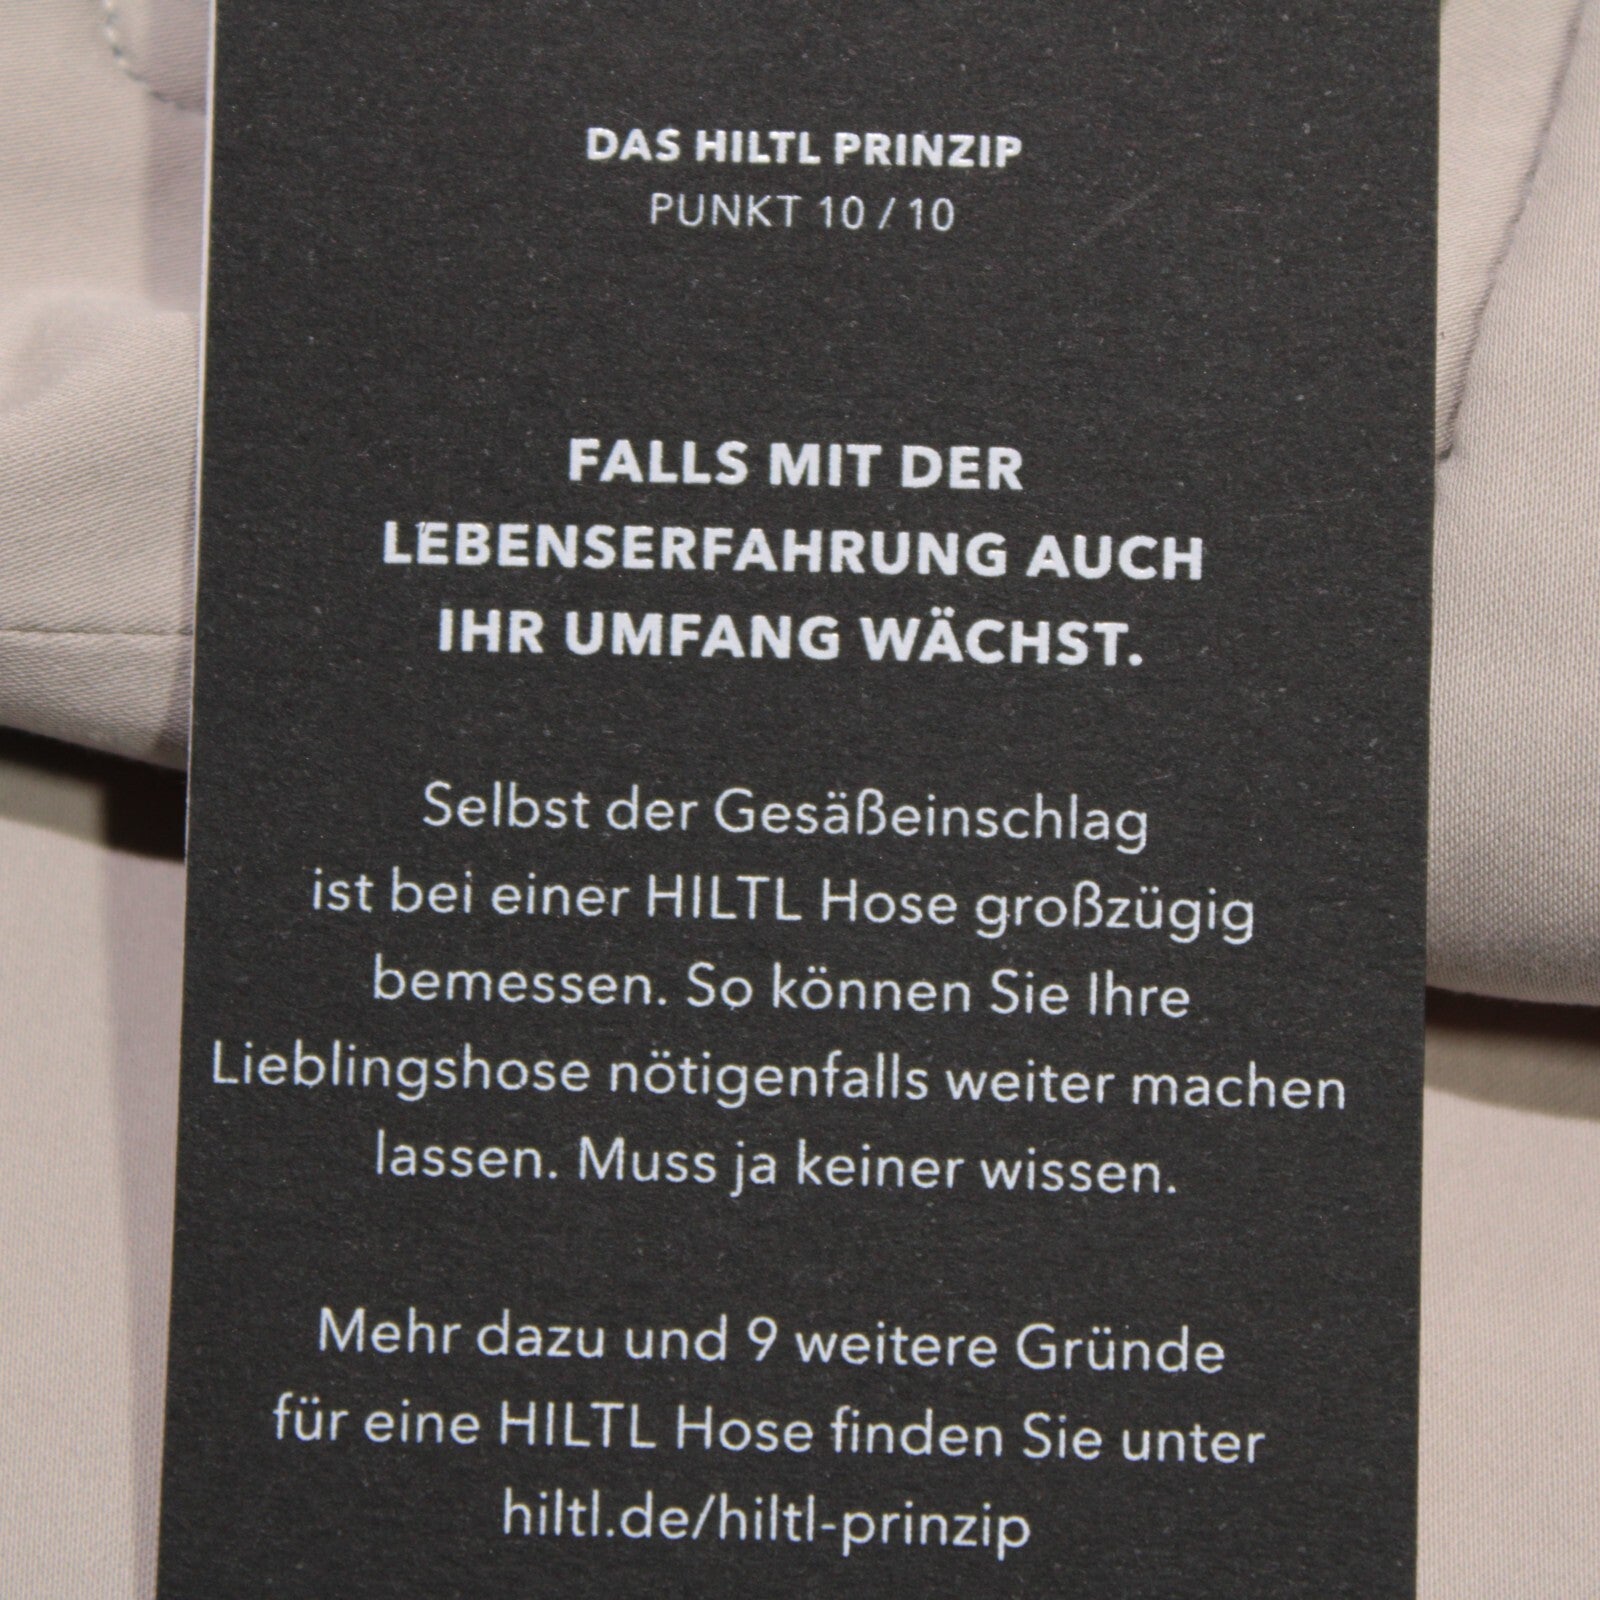 DAS HILTL PRINZIP
PUNKT 10 / 10
FALLS MIT DER
LEBENSERFAHRUNG AUCH
IHR UMFANG WÄCHST.
Selbst der Gesäßeinschlag
ist bei einer HILTL Hose großzügig
bemessen. So können Sie Ihre
Lieblingshose nötigenfalls weiter machen
lassen. Muss ja keiner wissen.
Mehr dazu und 9 weitere Gründe
für eine HILTL Hose finden Sie unter
hiltl.de/hiltl-prinzip